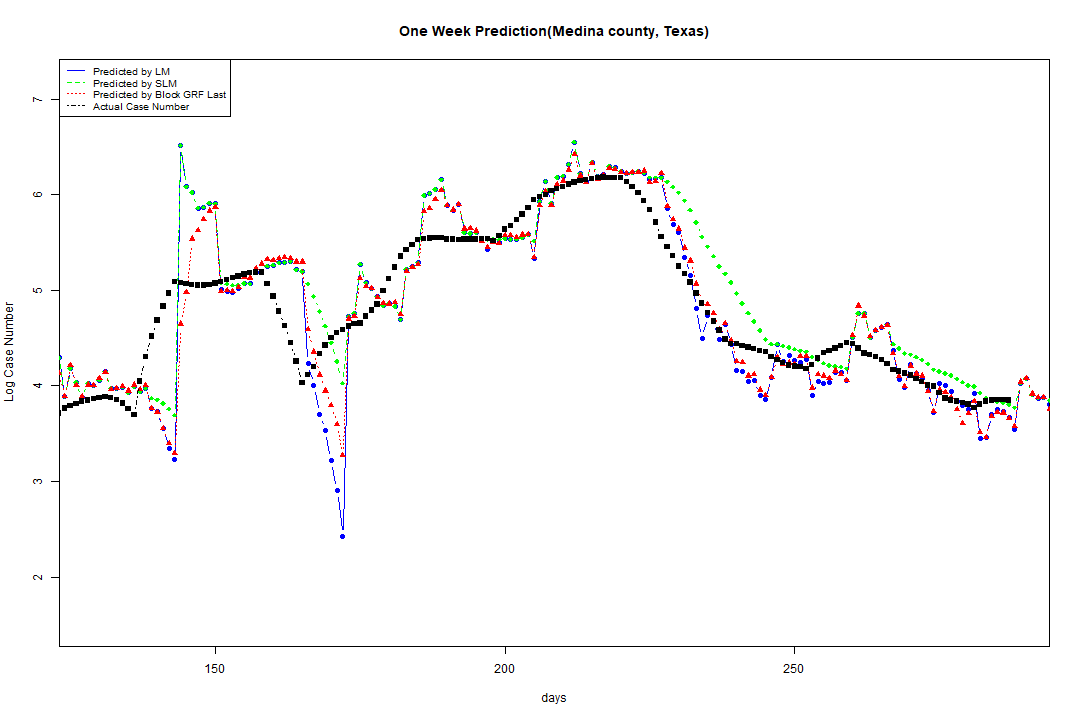 One Week Prediction(Medina county, Texas)
Predicted by LM
Predicted by SLM
Predicted by Block GRF Last
Actual Case Number
7
6
5
4
3
2
Log Case Number
150
200
250
days